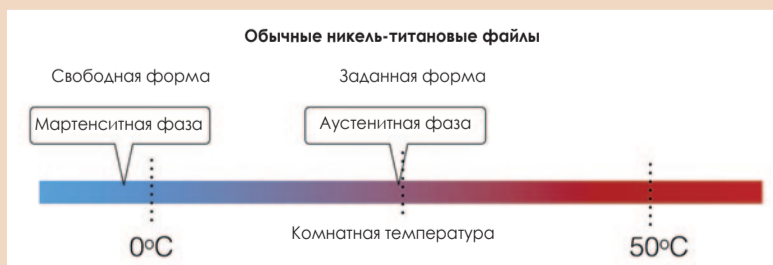 Обычные никель-титановые файлы
Свободная форма
Заданная форма
Мартенситная фаза
Аустенитная фаза
0°C
Комнатная температура
50°C